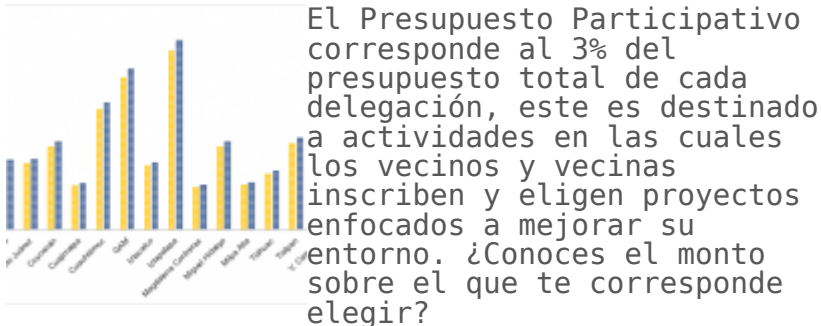 El Presupuesto Participativo
corresponde al 3% del
presupuesto total de cada
delegación, este es destinado
a actividades en las cuales
los vecinos y vecinas
inscriben y eligen proyectos
enfocados a mejorar su
entorno. ¿Conoces el monto
sobre el que te corresponde
elegir?
Juárez
Coyoacán
Cuajimalpa
Cuauhtémoc
GAM
Iztacalco
Iztapalapa
Magdalena Contreras
Miguel Hidalgo
Milpa Alta
Tláhuac
Tlalpan